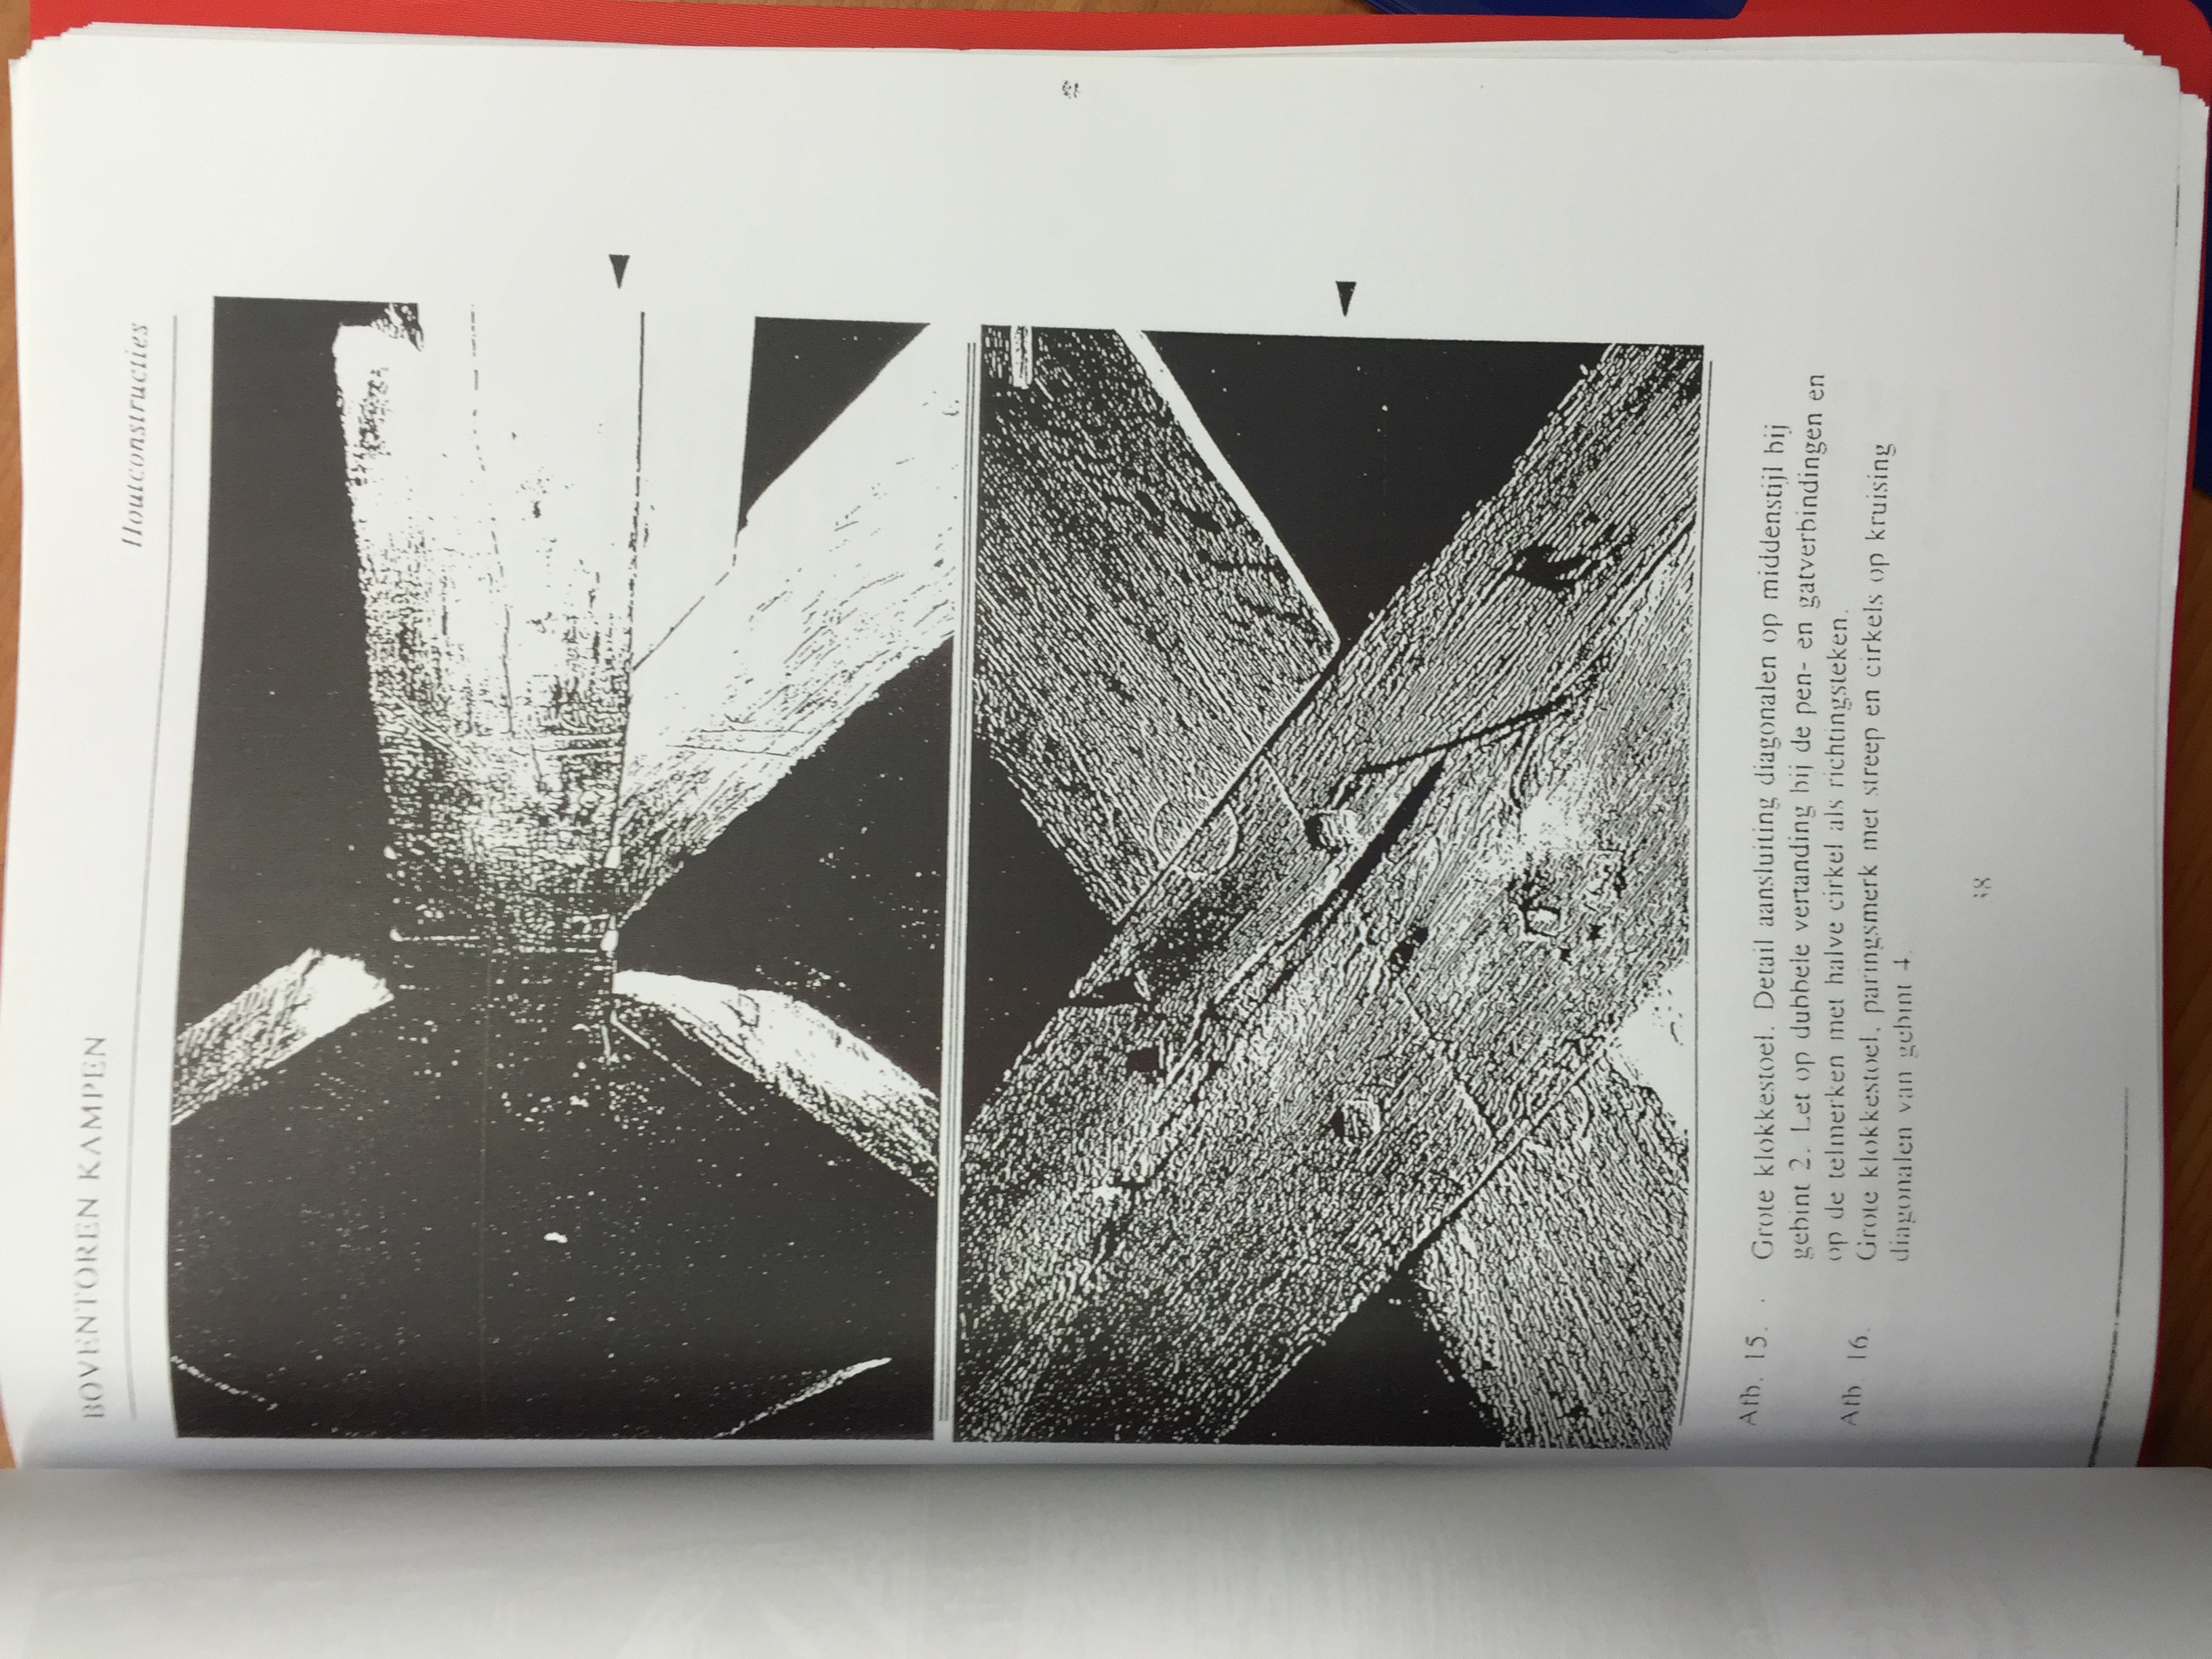 BOVENTOREN KAMPEN
Houtconstructies
Afb. 15. Grote klokkestoel. Detail aansluiting diagonalen op middenstijl bij
gebint 2. Let op dubbele vertanding bij de pen- en gatverbindingen en
op de telmerken met halve cirkel als richtingsteken.
Afb. 16. Grote klokkestoel, paringsmerk met streep en cirkels op kruising
diagonalen van gebint 4.